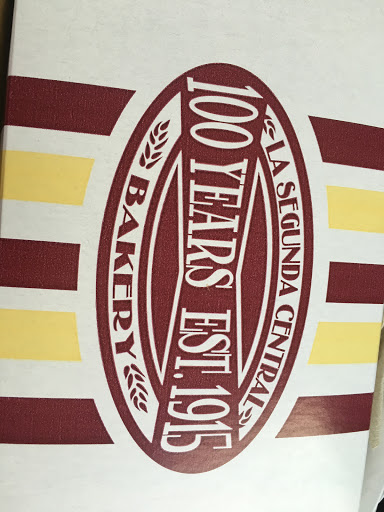 LA SEGUNDA CENTRAL
100 YEARS EST. 1915
BAKERY